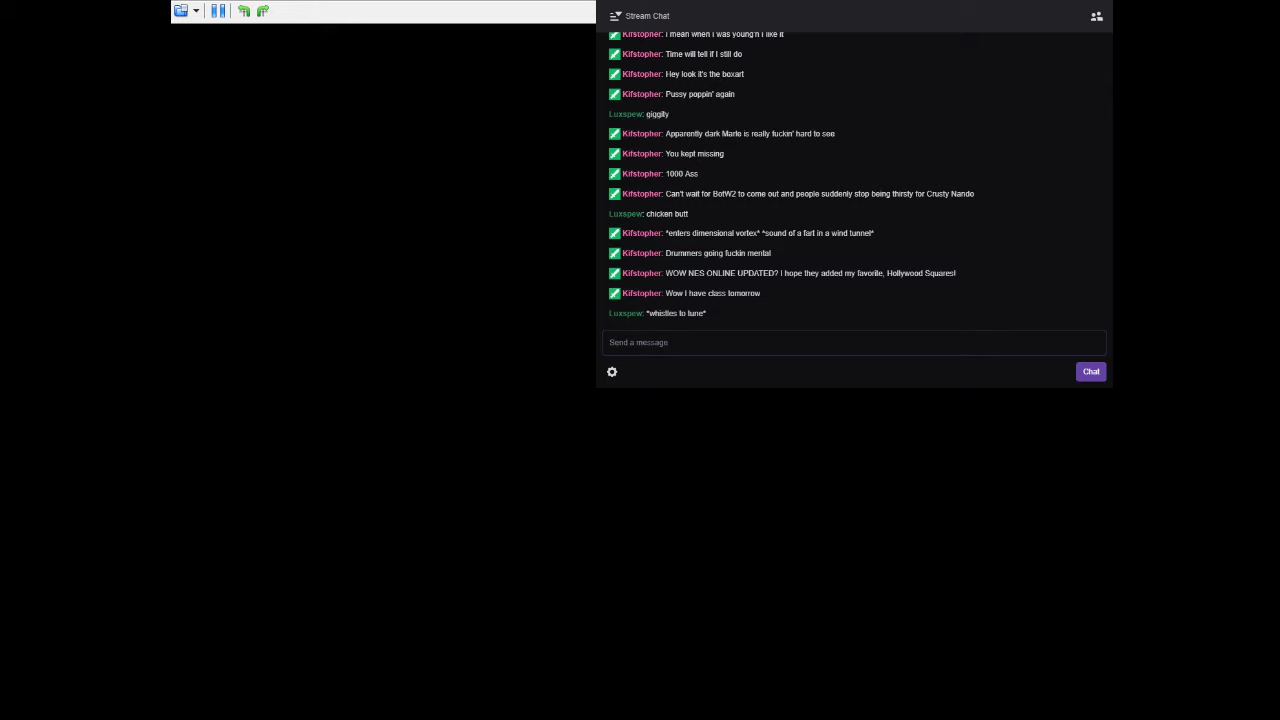 Stream Chat
Kifstopher: I mean when I was young'n I like it
Kifstopher: Time will tell if I still do
Kifstopher: Hey look it's the boxart
Kifstopher: Pussy poppin' again
Luxspew: giggity
Kifstopher: Apparently dark Marle is really fuckin' hard to see
Kifstopher: You kept missing
Kifstopher: 1000 Ass
Kifstopher: Can't wait for BotW2 to come out and people suddenly stop being thirsty for Crusty Nando
Luxspew: chicken butt
Kifstopher: *enters dimensional vortex* *sound of a fart in a wind tunnel*
Kifstopher: Drummers going fuckin mental
Kifstopher: WOW NES ONLINE UPDATED? I hope they added my favorite, Hollywood Squares!
Kifstopher: Wow I have class tomorrow
Luxspew: *whistles to tune*
Send a message
Chat